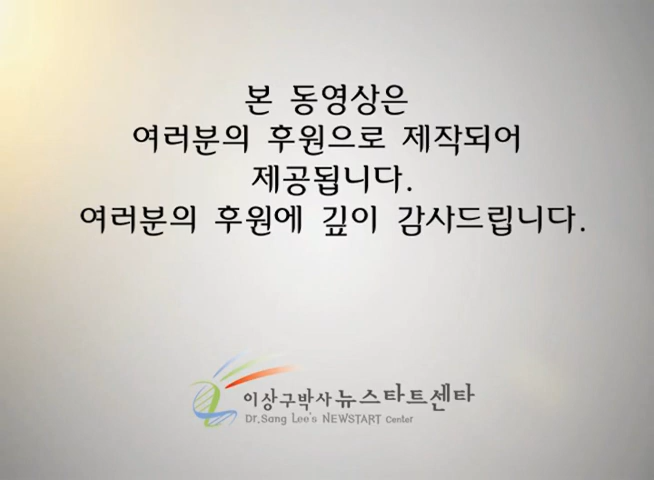 본 동영상은
여러분의 후원으로 제작되어
제공됩니다.
여러분의 후원에 깊이 감사드립니다.
이상구박사 뉴스타트센타
Dr.Sang Lee's NEWSTART Center